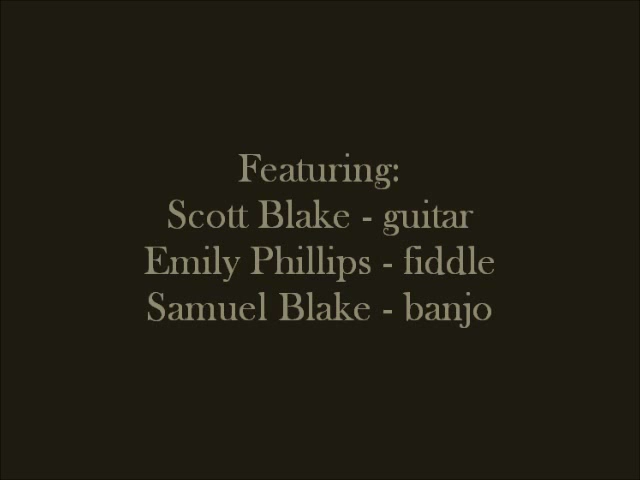 Featuring:
Scott Blake - guitar
Emily Phillips - fiddle
Samuel Blake - banjo